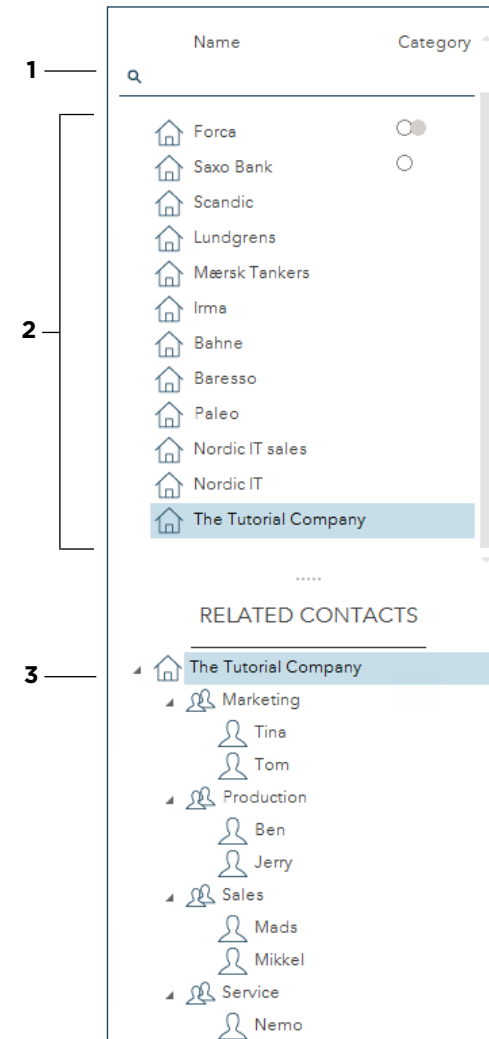 Name Category
1
2
Forca
Saxo Bank
Scandic
Lundgrens
Mærsk Tankers
Irma
Bahne
Baresso
Paleo
Nordic IT sales
Nordic IT
The Tutorial Company
RELATED CONTACTS
3
The Tutorial Company
Marketing
Tina
Tom
Production
Ben
Jerry
Sales
Mads
Mikkel
Service
Nemo